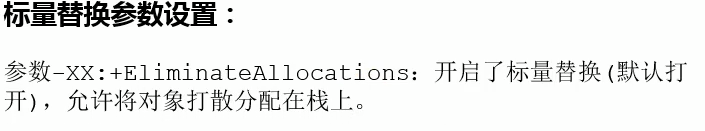 标量替换参数设置：
参数-XX:+EliminateAllocations：开启了标量替换(默认打
开)，允许将对象打散分配在栈上。